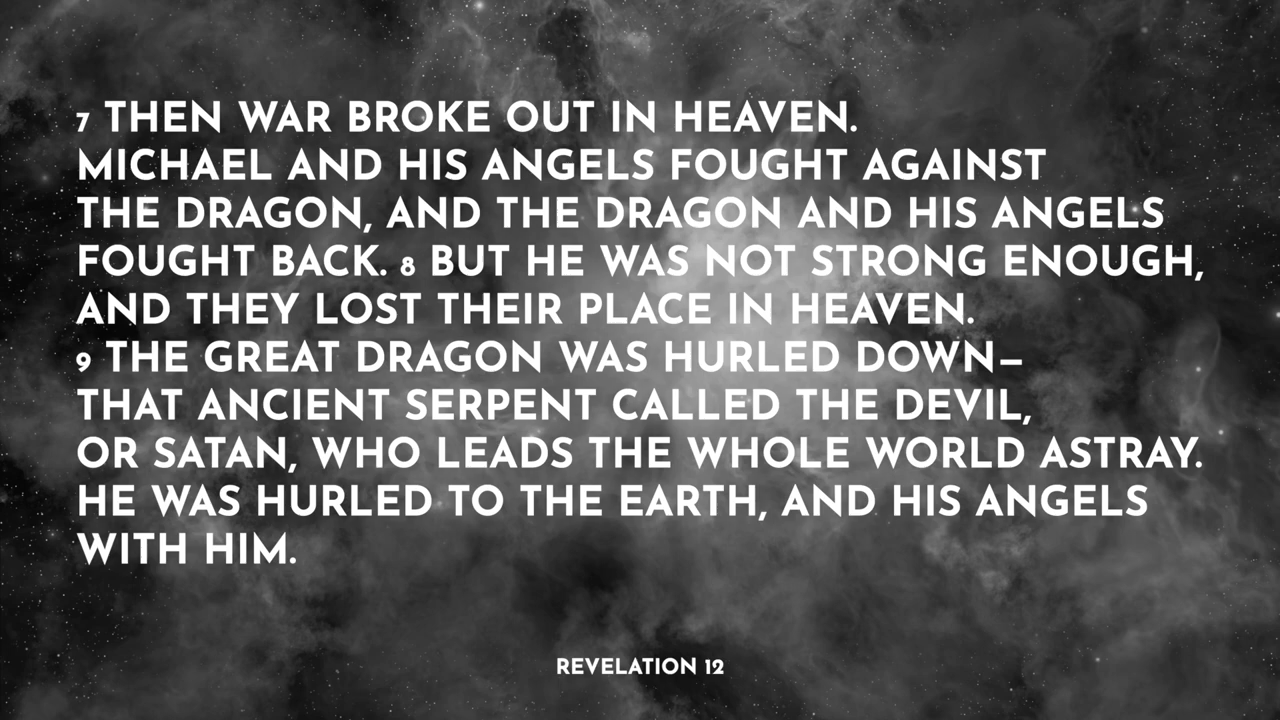 7 THEN WAR BROKE OUT IN HEAVEN.
MICHAEL AND HIS ANGELS FOUGHT AGAINST
THE DRAGON, AND THE DRAGON AND HIS ANGELS
FOUGHT BACK. 8 BUT HE WAS NOT STRONG ENOUGH,
AND THEY LOST THEIR PLACE IN HEAVEN.
9 THE GREAT DRAGON WAS HURLED DOWN–
THAT ANCIENT SERPENT CALLED THE DEVIL,
OR SATAN, WHO LEADS THE WHOLE WORLD ASTRAY.
HE WAS HURLED TO THE EARTH, AND HIS ANGELS
WITH HIM.
REVELATION 12